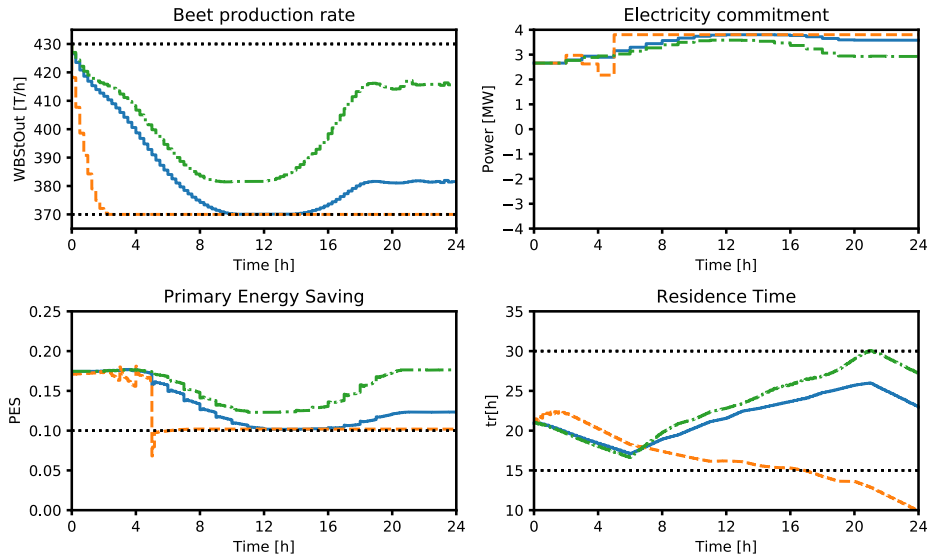 Beet production rate
WBStOut [T/h]
430
420
410
400
390
380
370
0 4 8 12 16 20 24
Time [h]
Electricity commitment
Power [MW]
4
3
2
1
0
−1
−2
−3
−4
0 4 8 12 16 20 24
Time [h]
Primary Energy Saving
PES
0.25
0.20
0.15
0.10
0.05
0.00
0 4 8 12 16 20 24
Time [h]
Residence Time
tr[h]
35
30
25
20
15
10
0 4 8 12 16 20 24
Time [h]